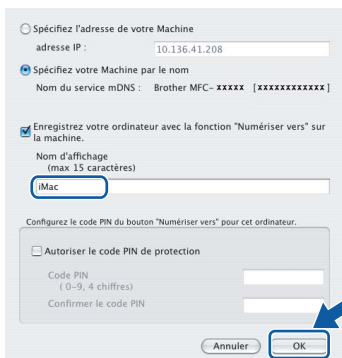 Spécifiez l'adresse de votre Machine
adresse IP : 10.136.41.208
Spécifiez votre Machine par le nom
Nom du service mDNS : Brother MFC- xxxxx [xxxxxxxxxxxx]
Enregistrez votre ordinateur avec la fonction "Numériser vers" sur
la machine.
Nom d'affichage
(max 15 caractères)
iMac
Configurez le code PIN du bouton "Numériser vers" pour cet ordinateur.
Autoriser le code PIN de protection
Code PIN
( 0-9, 4 chiffres)
Confirmer le code PIN
Annuler OK